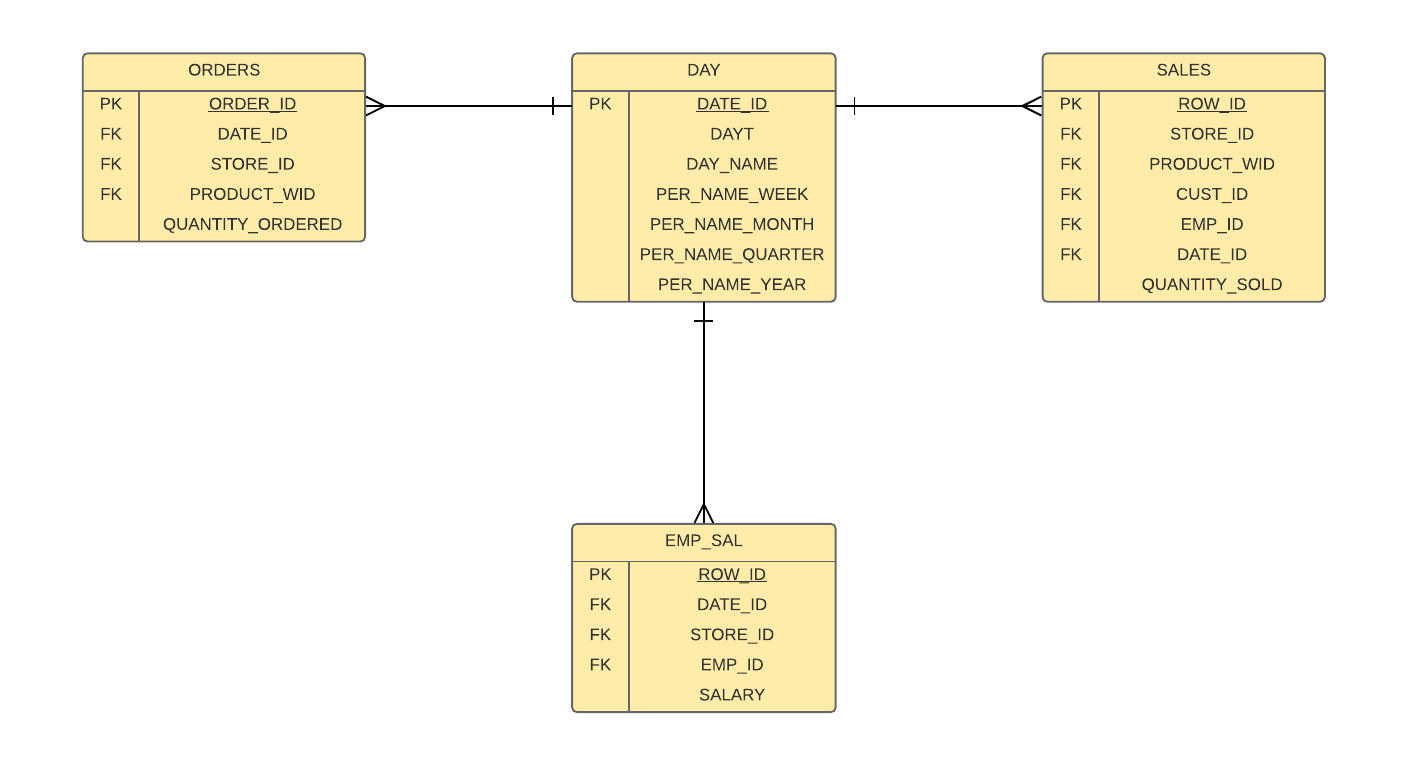 ORDERS
PK ORDER_ID
FK DATE_ID
FK STORE_ID
FK PRODUCT_WID
QUANTITY_ORDERED
DAY
PK DATE_ID
DAYT
DAY_NAME
PER_NAME_WEEK
PER_NAME_MONTH
PER_NAME_QUARTER
PER_NAME_YEAR
SALES
PK ROW_ID
FK STORE_ID
FK PRODUCT_WID
FK CUST_ID
FK EMP_ID
FK DATE_ID
QUANTITY_SOLD
EMP_SAL
PK ROW_ID
FK DATE_ID
FK STORE_ID
FK EMP_ID
SALARY